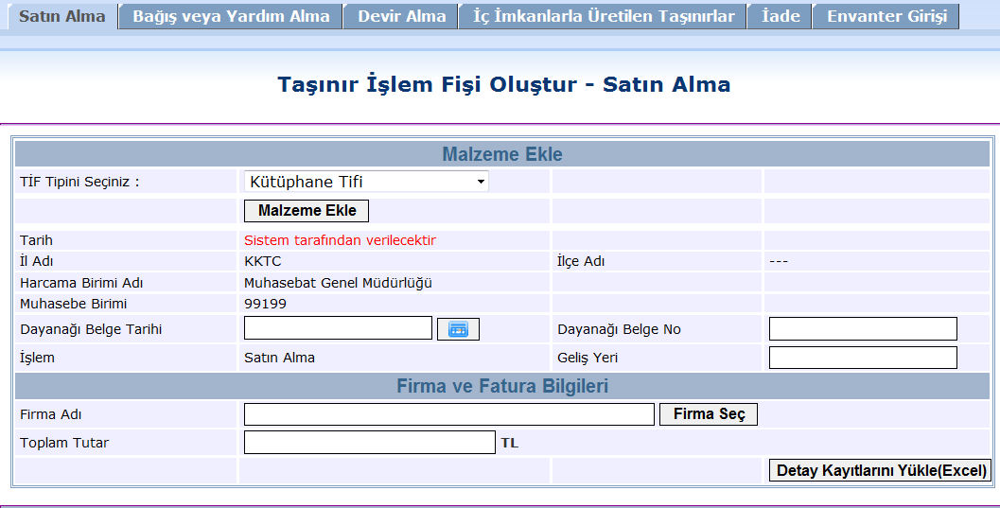 Satın Alma Bağış veya Yardım Alma Devir Alma İç İmkanlarla Üretilen Taşınırlar İade Envanter Girişi
Taşınır İşlem Fişi Oluştur - Satın Alma
Malzeme Ekle
TİF Tipini Seçiniz : Kütüphane Tifi
Malzeme Ekle
Tarih Sistem tarafından verilecektir
İl Adı KKTC İlçe Adı ---
Harcama Birimi Adı Muhasebat Genel Müdürlüğü
Muhasebe Birimi 99199
Dayanağı Belge Tarihi Dayanağı Belge No
İşlem Satın Alma Geliş Yeri
Firma ve Fatura Bilgileri
Firma Adı Firma Seç
Toplam Tutar TL
Detay Kayıtlarını Yükle(Excel)